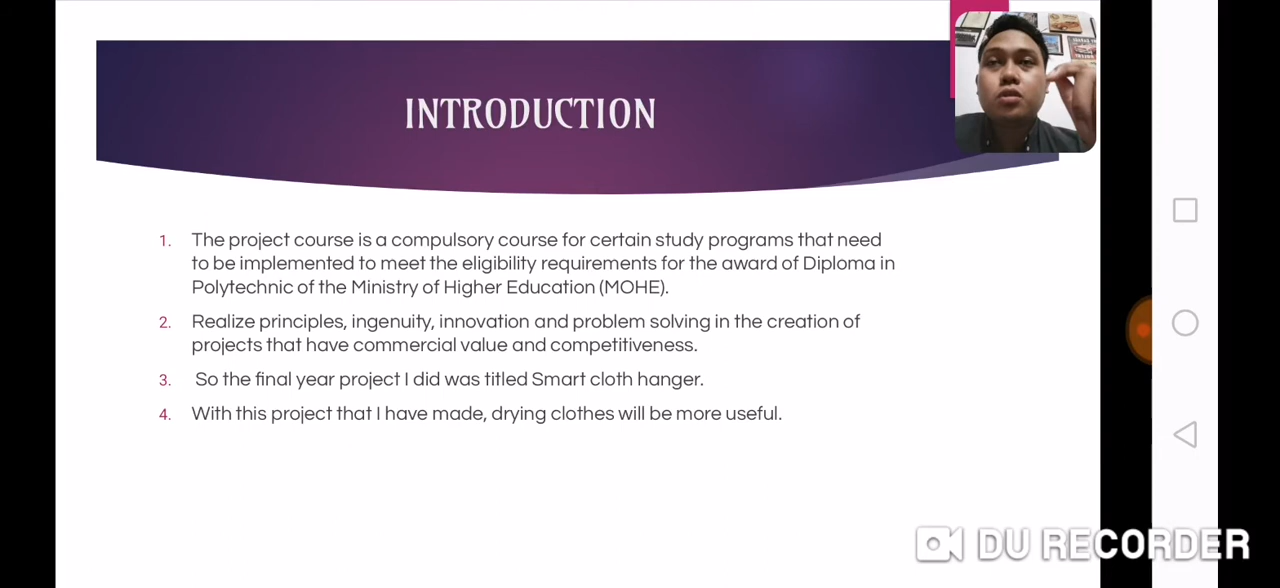 INTRODUCTION
1. The project course is a compulsory course for certain study programs that need
to be implemented to meet the eligibility requirements for the award of Diploma in
Polytechnic of the Ministry of Higher Education (MOHE).
2. Realize principles, ingenuity, innovation and problem solving in the creation of
projects that have commercial value and competitiveness.
3. So the final year project I did was titled Smart cloth hanger.
4. With this project that I have made, drying clothes will be more useful.
DU RECORDER